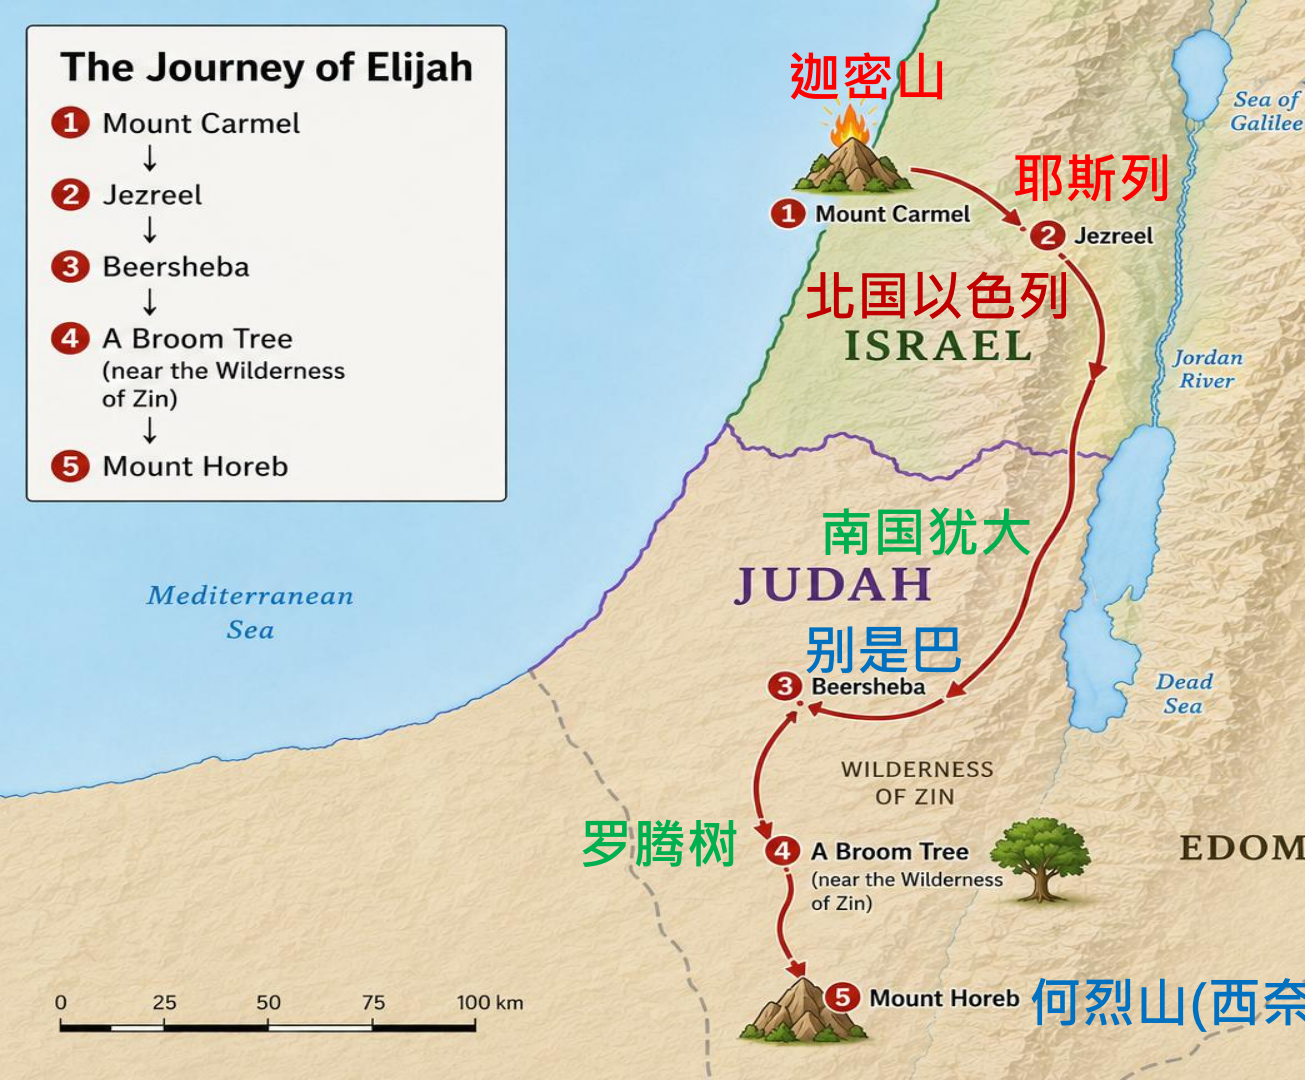 The Journey of Elijah
1 Mount Carmel
↓
2 Jezreel
↓
3 Beersheba
↓
4 A Broom Tree
(near the Wilderness
of Zin)
↓
5 Mount Horeb
迦密山
1 Mount Carmel
Sea of
Galilee
耶斯列
2 Jezreel
北国以色列
ISRAEL
Jordan
River
南国犹大
JUDAH
Mediterranean
Sea
别是巴
3 Beersheba
Dead
Sea
WILDERNESS
OF ZIN
罗腾树
4 A Broom Tree
(near the Wilderness
of Zin)
EDOM
5 Mount Horeb
何烈山(西奈
0 25 50 75 100 km